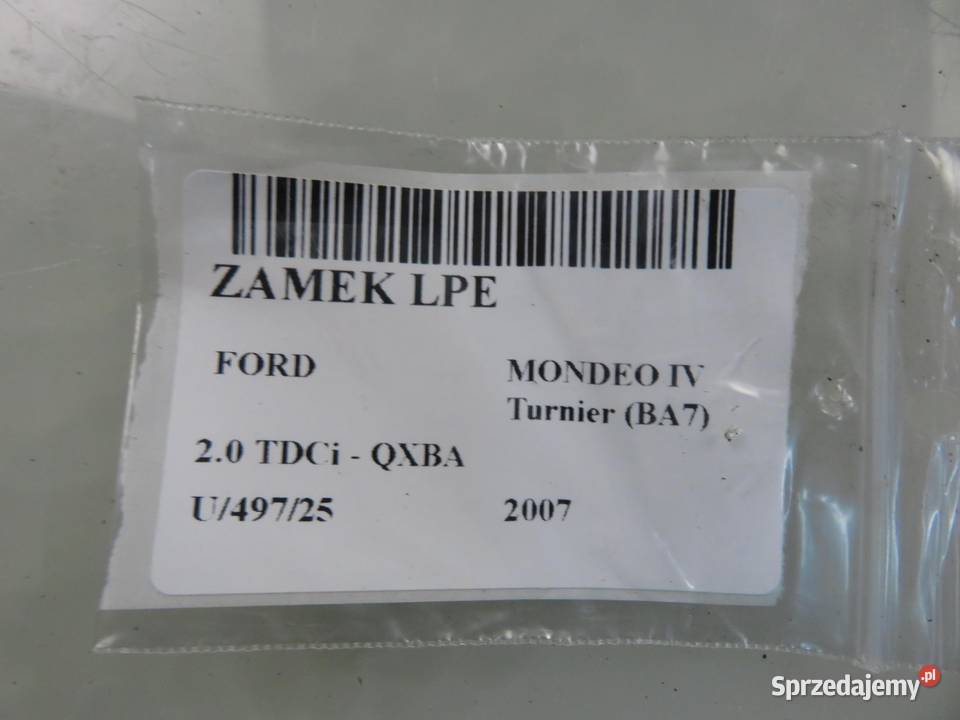 ZAMEK LPE
FORD
MONDEO IV
Turnier (BA7)
2.0 TDCi - QXBA
U/497/25
2007
Sprzedajemy.pl